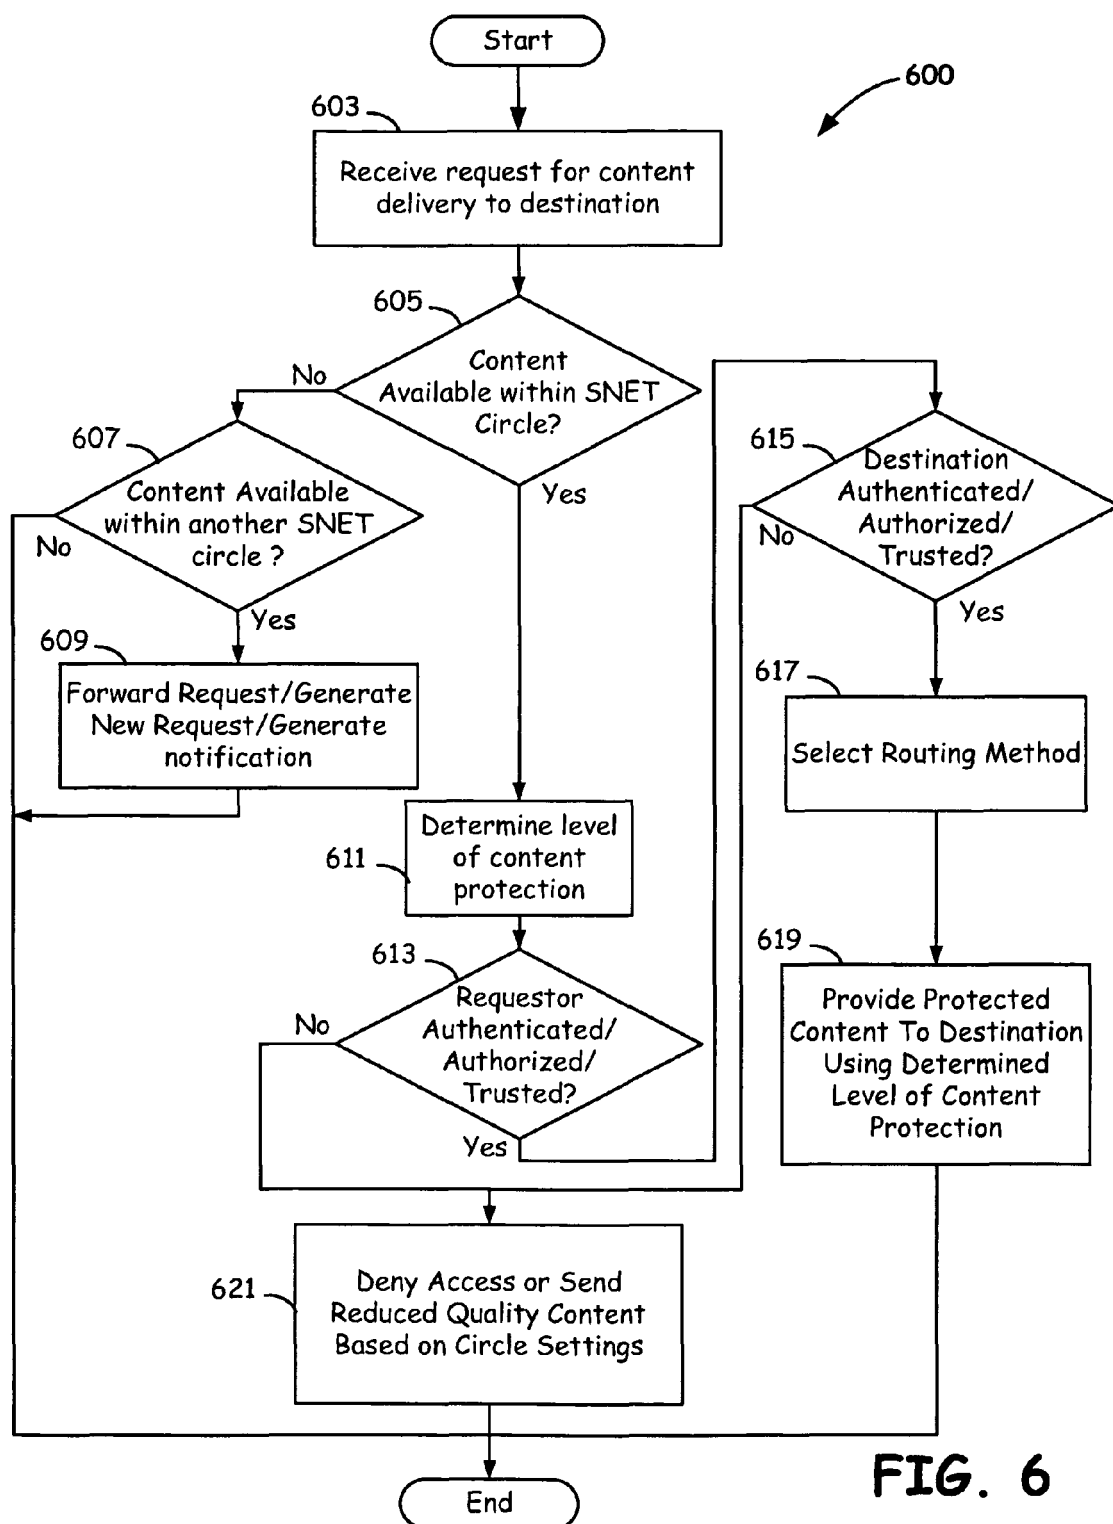 Start
600
603
Receive request for content
delivery to destination
605
Content
Available within SNET
Circle?
No
Yes
607
Content Available
within another SNET
circle ?
No
Yes
609
Forward Request/Generate
New Request/Generate
notification
611
Determine level
of content
protection
613
Requestor
Authenticated/
Authorized/
Trusted?
No
Yes
615
Destination
Authenticated/
Authorized/
Trusted?
No
Yes
617
Select Routing Method
619
Provide Protected
Content To Destination
Using Determined
Level of Content
Protection
621
Deny Access or Send
Reduced Quality Content
Based on Circle Settings
End
FIG. 6